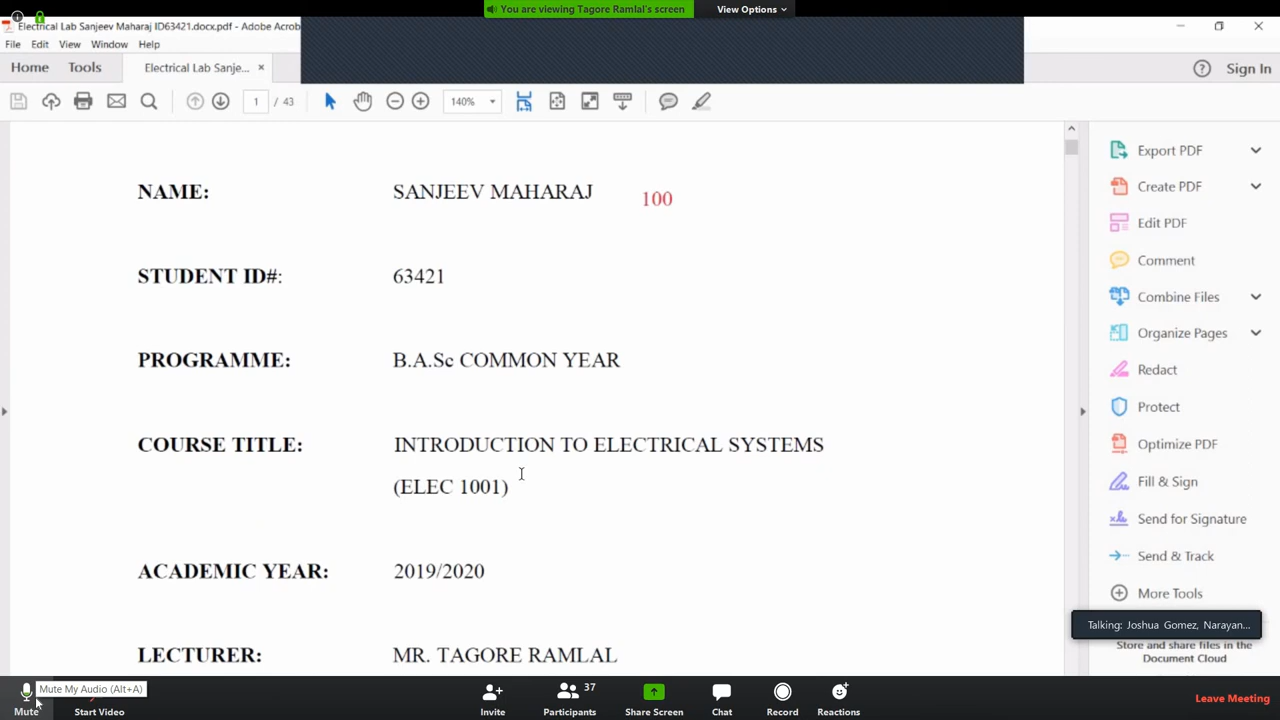 You are viewing Tagore Ramlal's screen
View Options
Electrical Lab Sanjeev Maharaj ID63421.docx.pdf - Adobe Acrob
File Edit View Window Help
Home Tools Electrical Lab Sanje... ×
Sign In
1 / 43
140%
NAME: SANJEEV MAHARAJ 100
STUDENT ID#: 63421
PROGRAMME: B.A.Sc COMMON YEAR
COURSE TITLE: INTRODUCTION TO ELECTRICAL SYSTEMS
(ELEC 1001)
ACADEMIC YEAR: 2019/2020
LECTURER: MR. TAGORE RAMLAL
Export PDF
Create PDF
Edit PDF
Comment
Combine Files
Organize Pages
Redact
Protect
Optimize PDF
Fill & Sign
Send for Signature
Send & Track
More Tools
Talking: Joshua Gomez, Narayan...
Store and share files in the
Document Cloud
Mute My Audio (Alt+A)
37
Mute Start Video Invite Participants Share Screen Chat Record Reactions
Leave Meeting